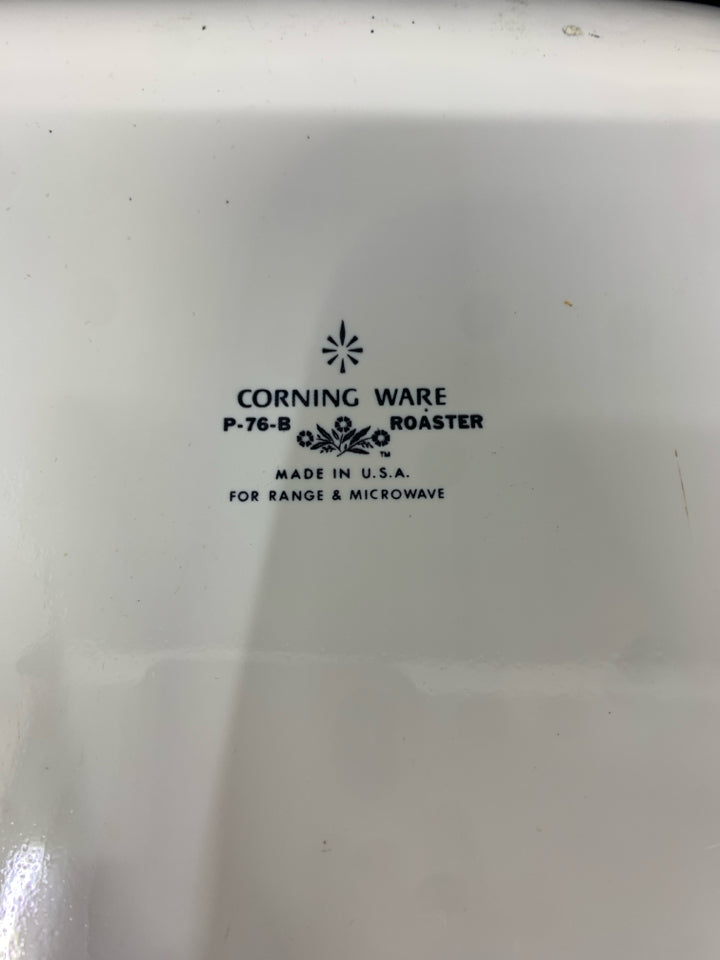 CORNING WARE
P-76-B ROASTER
TM
MADE IN U.S.A.
FOR RANGE & MICROWAVE